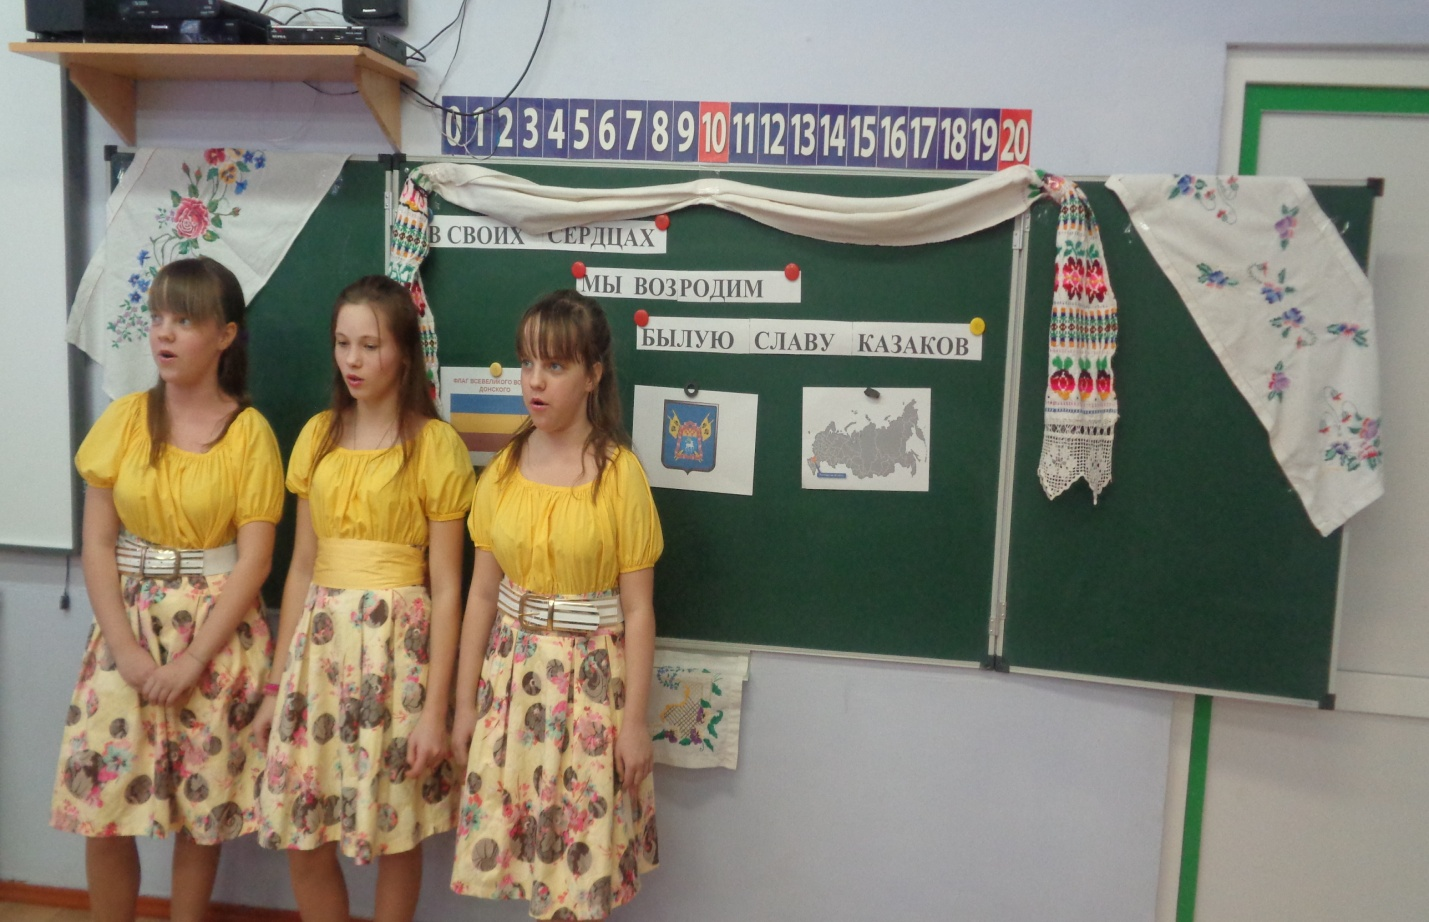 0 1 2 3 4 5 6 7 8 9 10 11 12 13 14 15 16 17 18 19 20
В СВОИХ СЕРДЦАХ
МЫ ВОЗРОДИМ
БЫЛУЮ СЛАВУ КАЗАКОВ
ФЛАГ ВСЕВЕЛИКОГО
ДОНСКОГО